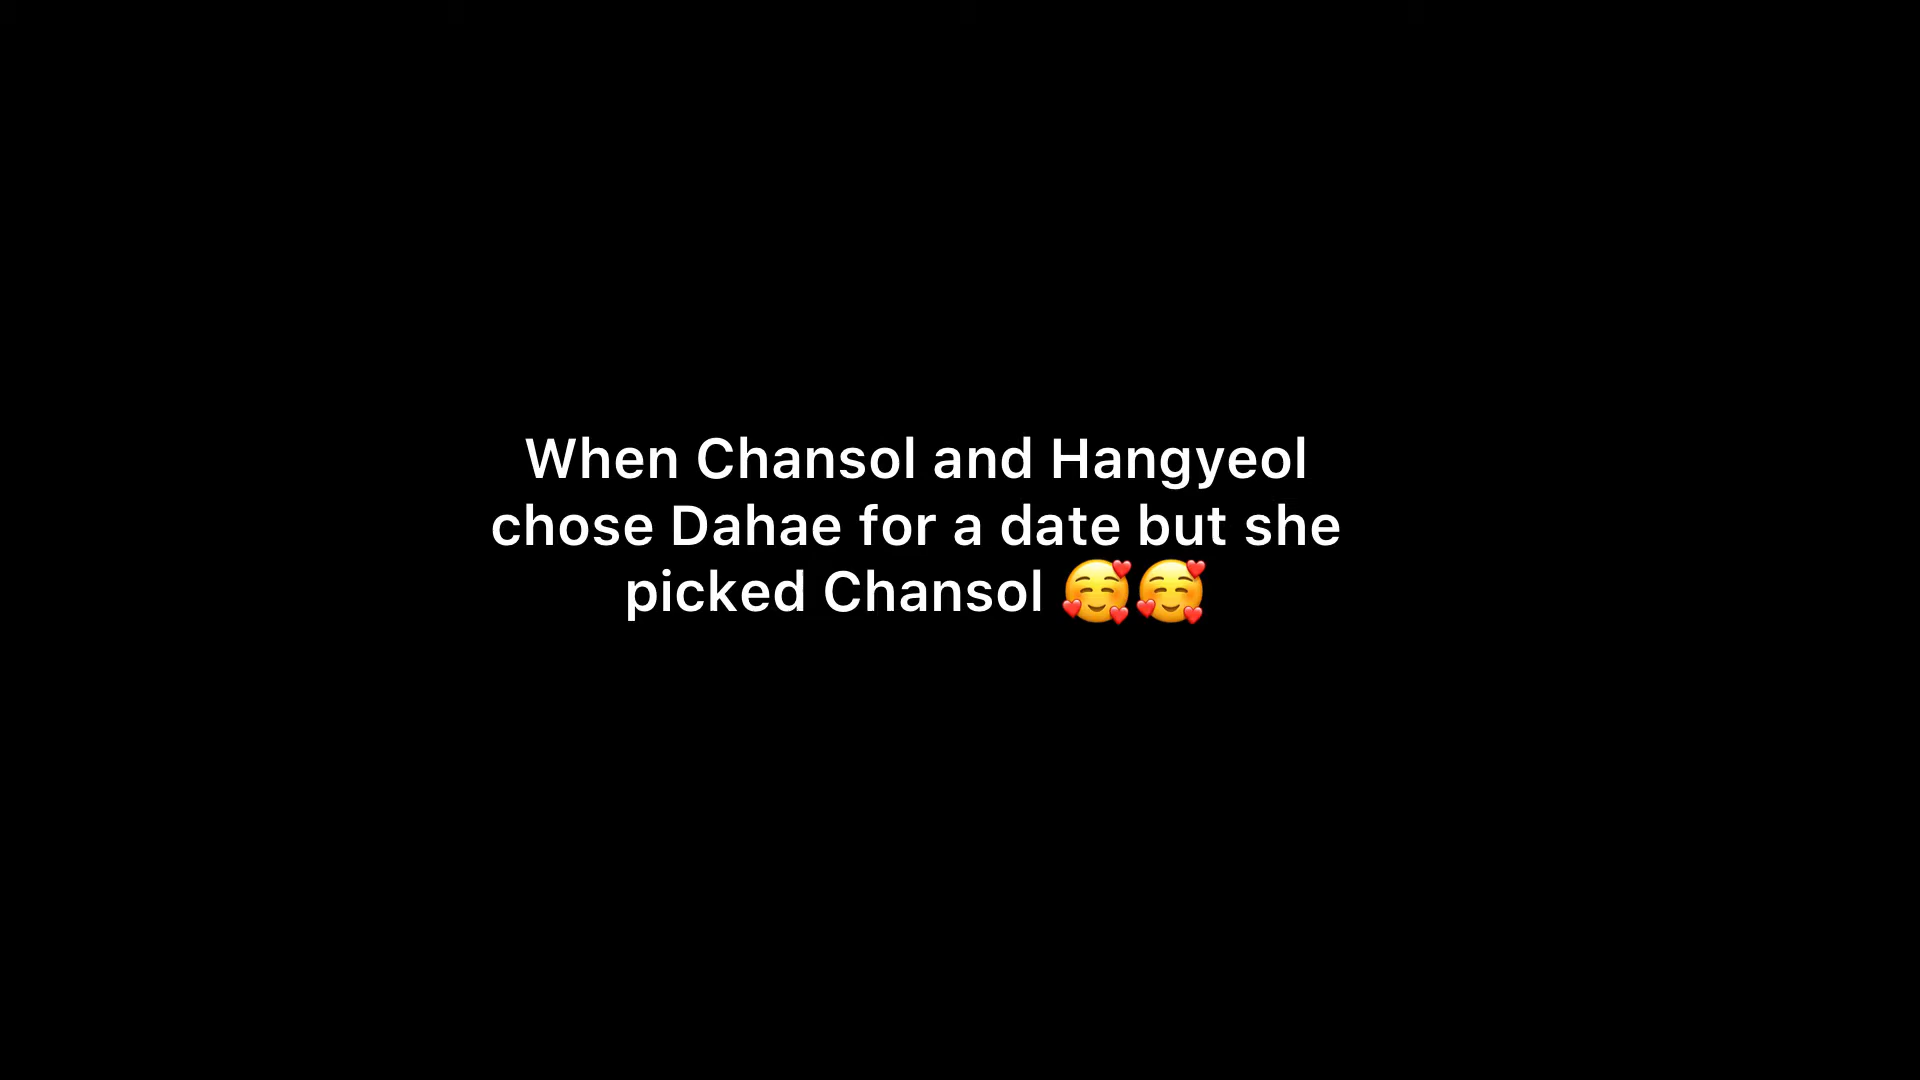 When Chansol and Hangyeol
chose Dahae for a date but she
picked Chansol 🥰🥰